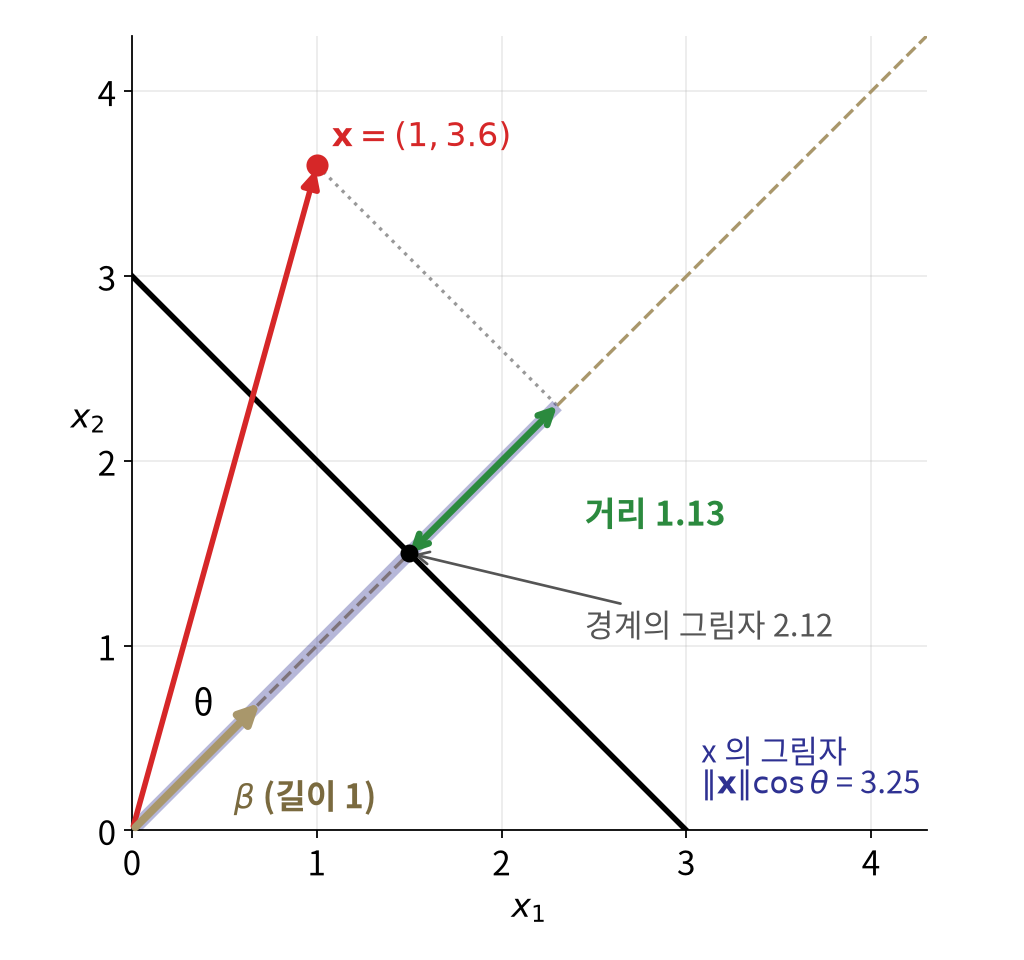 4
x = (1, 3.6)
3
x₂
2
거리 1.13
경계의 그림자 2.12
1
θ
x 의 그림자
‖x‖cos θ = 3.25
β (길이 1)
0
0 1 2 3 4
x₁